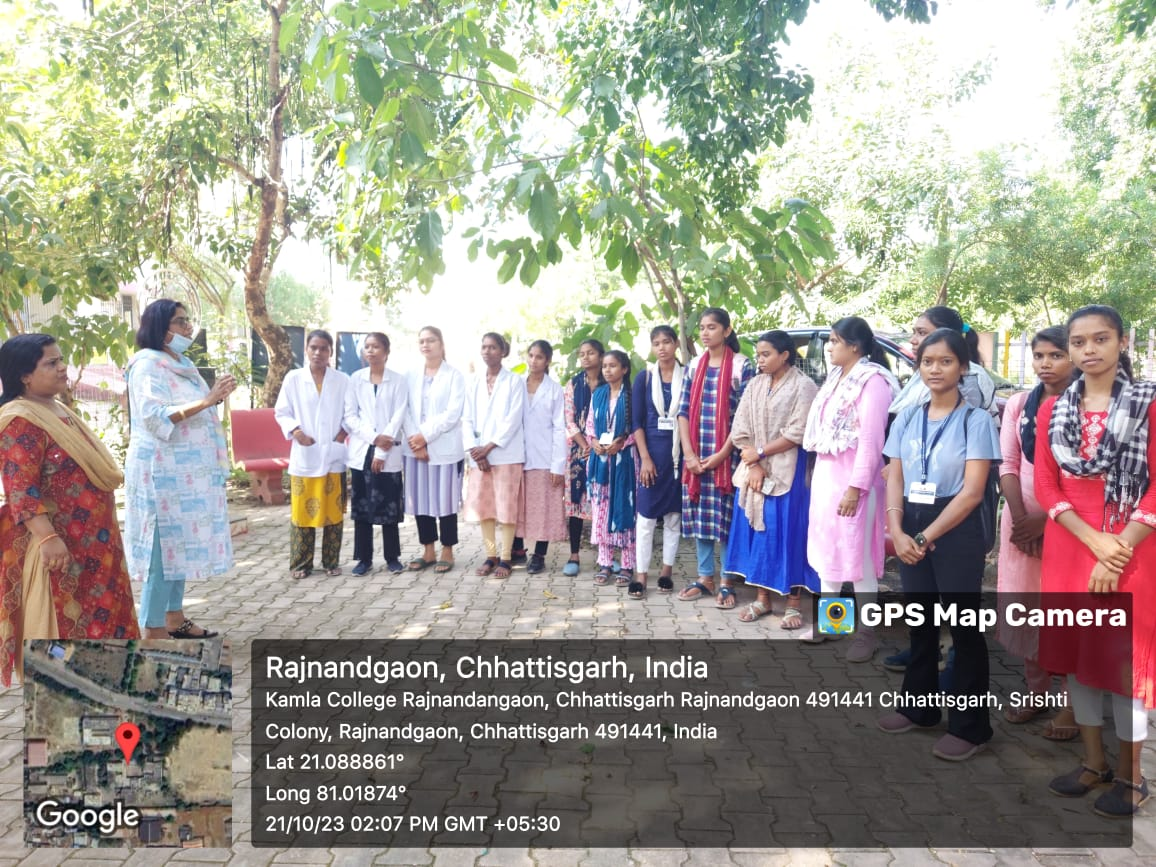 GPS Map Camera
Rajnandgaon, Chhattisgarh, India
Kamla College Rajnandangaon, Chhattisgarh Rajnandgaon 491441 Chhattisgarh, Srishti
Colony, Rajnandgaon, Chhattisgarh 491441, India
Lat 21.088861°
Long 81.01874°
21/10/23 02:07 PM GMT +05:30
Google